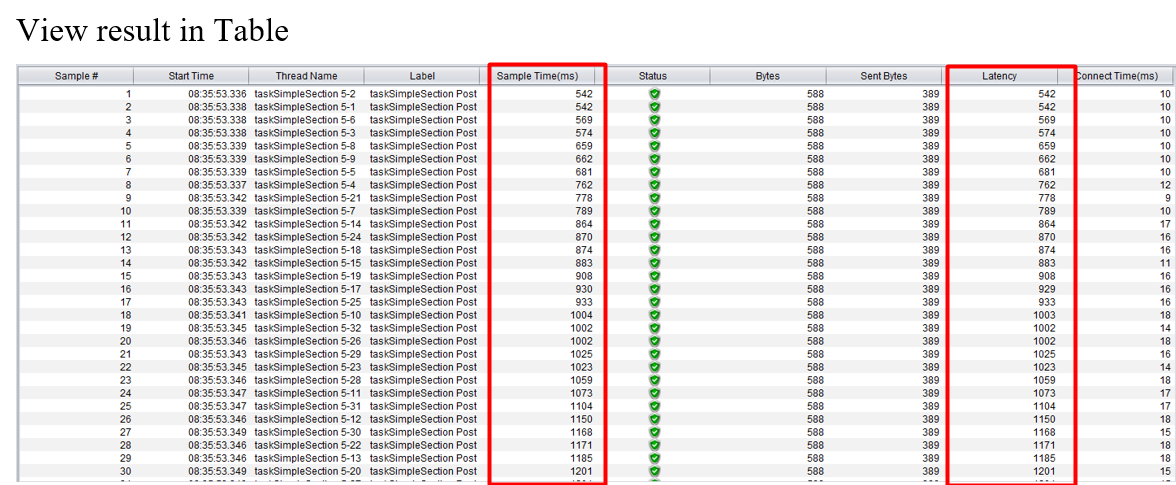 View result in Table
Sample # Start Time Thread Name Label Sample Time(ms) Status Bytes Sent Bytes Latency Connect Time(ms)
1 08:35:53.336 taskSimpleSection 5-2 taskSimpleSection Post 542 588 389 542 10
2 08:35:53.338 taskSimpleSection 5-1 taskSimpleSection Post 542 588 389 542 10
3 08:35:53.338 taskSimpleSection 5-6 taskSimpleSection Post 569 588 389 569 10
4 08:35:53.338 taskSimpleSection 5-3 taskSimpleSection Post 574 588 389 574 10
5 08:35:53.339 taskSimpleSection 5-8 taskSimpleSection Post 659 588 389 659 10
6 08:35:53.339 taskSimpleSection 5-9 taskSimpleSection Post 662 588 389 662 10
7 08:35:53.339 taskSimpleSection 5-5 taskSimpleSection Post 681 588 389 681 10
8 08:35:53.337 taskSimpleSection 5-4 taskSimpleSection Post 762 588 389 762 12
9 08:35:53.342 taskSimpleSection 5-21 taskSimpleSection Post 778 588 389 778 9
10 08:35:53.339 taskSimpleSection 5-7 taskSimpleSection Post 789 588 389 789 10
11 08:35:53.342 taskSimpleSection 5-14 taskSimpleSection Post 864 588 389 864 17
12 08:35:53.342 taskSimpleSection 5-24 taskSimpleSection Post 870 588 389 870 16
13 08:35:53.343 taskSimpleSection 5-18 taskSimpleSection Post 874 588 389 874 16
14 08:35:53.342 taskSimpleSection 5-15 taskSimpleSection Post 883 588 389 883 11
15 08:35:53.343 taskSimpleSection 5-19 taskSimpleSection Post 908 588 389 908 16
16 08:35:53.343 taskSimpleSection 5-17 taskSimpleSection Post 930 588 389 929 16
17 08:35:53.343 taskSimpleSection 5-25 taskSimpleSection Post 933 588 389 933 16
18 08:35:53.341 taskSimpleSection 5-10 taskSimpleSection Post 1004 588 389 1003 18
19 08:35:53.345 taskSimpleSection 5-32 taskSimpleSection Post 1002 588 389 1002 14
20 08:35:53.346 taskSimpleSection 5-26 taskSimpleSection Post 1002 588 389 1002 18
21 08:35:53.343 taskSimpleSection 5-29 taskSimpleSection Post 1025 588 389 1025 16
22 08:35:53.345 taskSimpleSection 5-23 taskSimpleSection Post 1023 588 389 1023 14
23 08:35:53.346 taskSimpleSection 5-28 taskSimpleSection Post 1059 588 389 1059 18
24 08:35:53.347 taskSimpleSection 5-11 taskSimpleSection Post 1073 588 389 1073 17
25 08:35:53.347 taskSimpleSection 5-31 taskSimpleSection Post 1104 588 389 1104 17
26 08:35:53.346 taskSimpleSection 5-12 taskSimpleSection Post 1150 588 389 1150 18
27 08:35:53.349 taskSimpleSection 5-30 taskSimpleSection Post 1168 588 389 1168 15
28 08:35:53.346 taskSimpleSection 5-22 taskSimpleSection Post 1171 588 389 1171 18
29 08:35:53.346 taskSimpleSection 5-13 taskSimpleSection Post 1185 588 389 1185 18
30 08:35:53.349 taskSimpleSection 5-20 taskSimpleSection Post 1201 588 389 1201 15